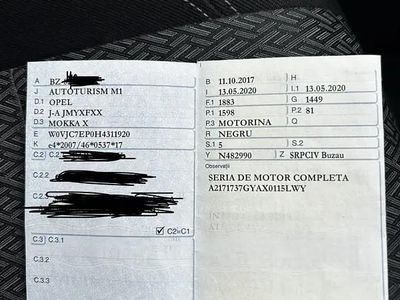 A BZ
J AUTOTURISM M1
D.1 OPEL
D.2 J-A JMYXFXX
D.3 MOKKA X
E W0VJC7EP0H4311920
K e4*2007/46*0537*17
C.2
C.2.2
C.2.
☑ C2=C1
C.3 C.3.1
C.3.2
C.3.3
B 11.10.2017 H
I 13.05.2020 I.1 13.05.2020
F.1 1883 G 1449
P.1 1598 P.2 81
P.3 MOTORINA Q
R NEGRU
S.1 5 S.2
Y N482990 Z SRPCIV Buzau
Observații
SERIA DE MOTOR COMPLETA
A2171737GYAX0115LWY